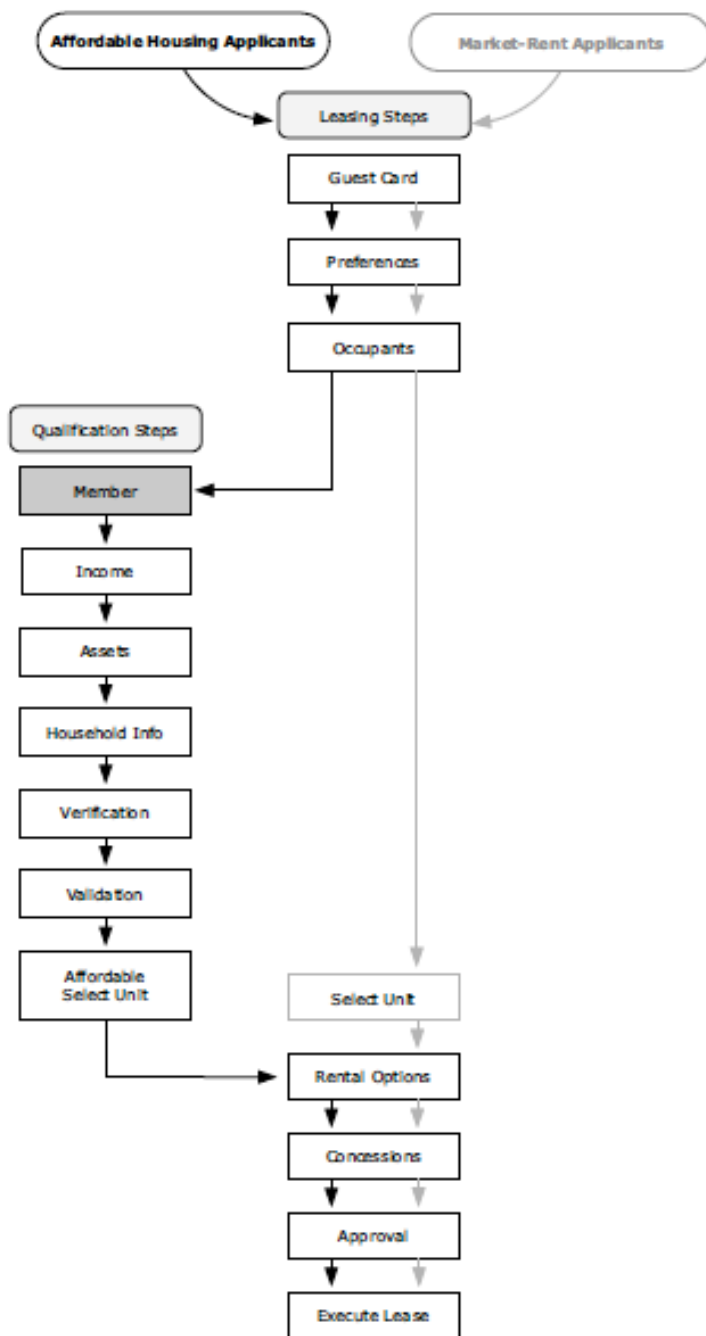 Affordable Housing Applicants
Market-Rent Applicants
Leasing Steps
Guest Card
Preferences
Occupants
Qualification Steps
Member
Income
Assets
Household Info
Verification
Validation
Affordable
Select Unit
Select Unit
Rental Options
Concessions
Approval
Execute Lease